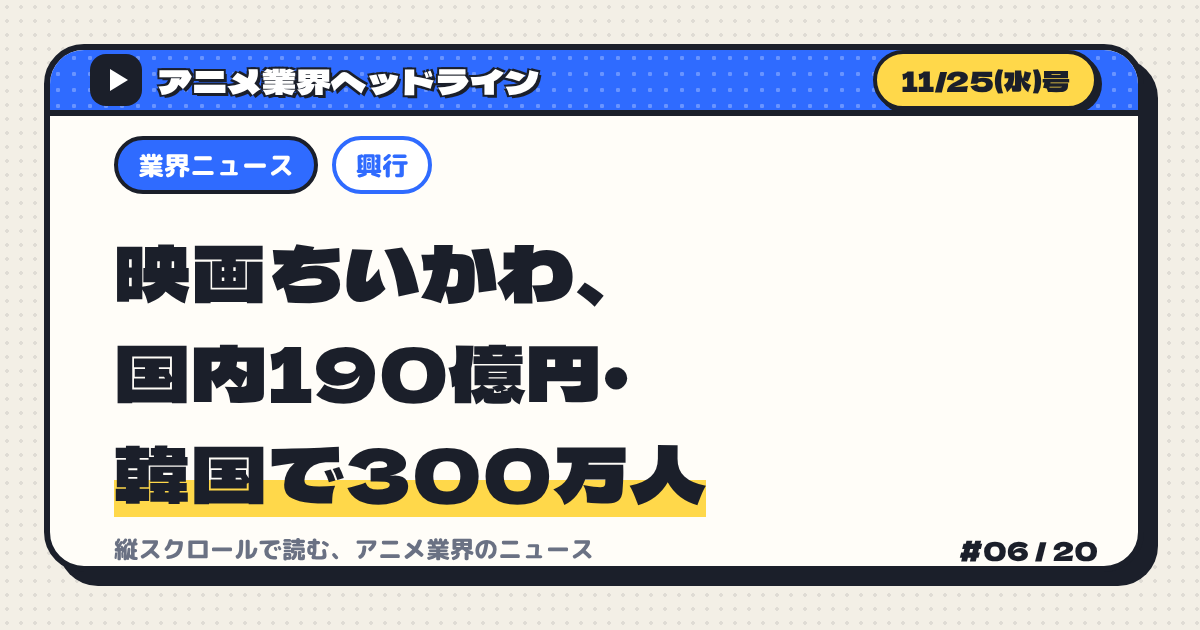 アニメ業界ヘッドライン
11/25(水)号
業界ニュース
興行
映画ちいかわ、
国内190億円・
韓国で300万人
縦スクロールで読む、アニメ業界のニュース
#06 / 20